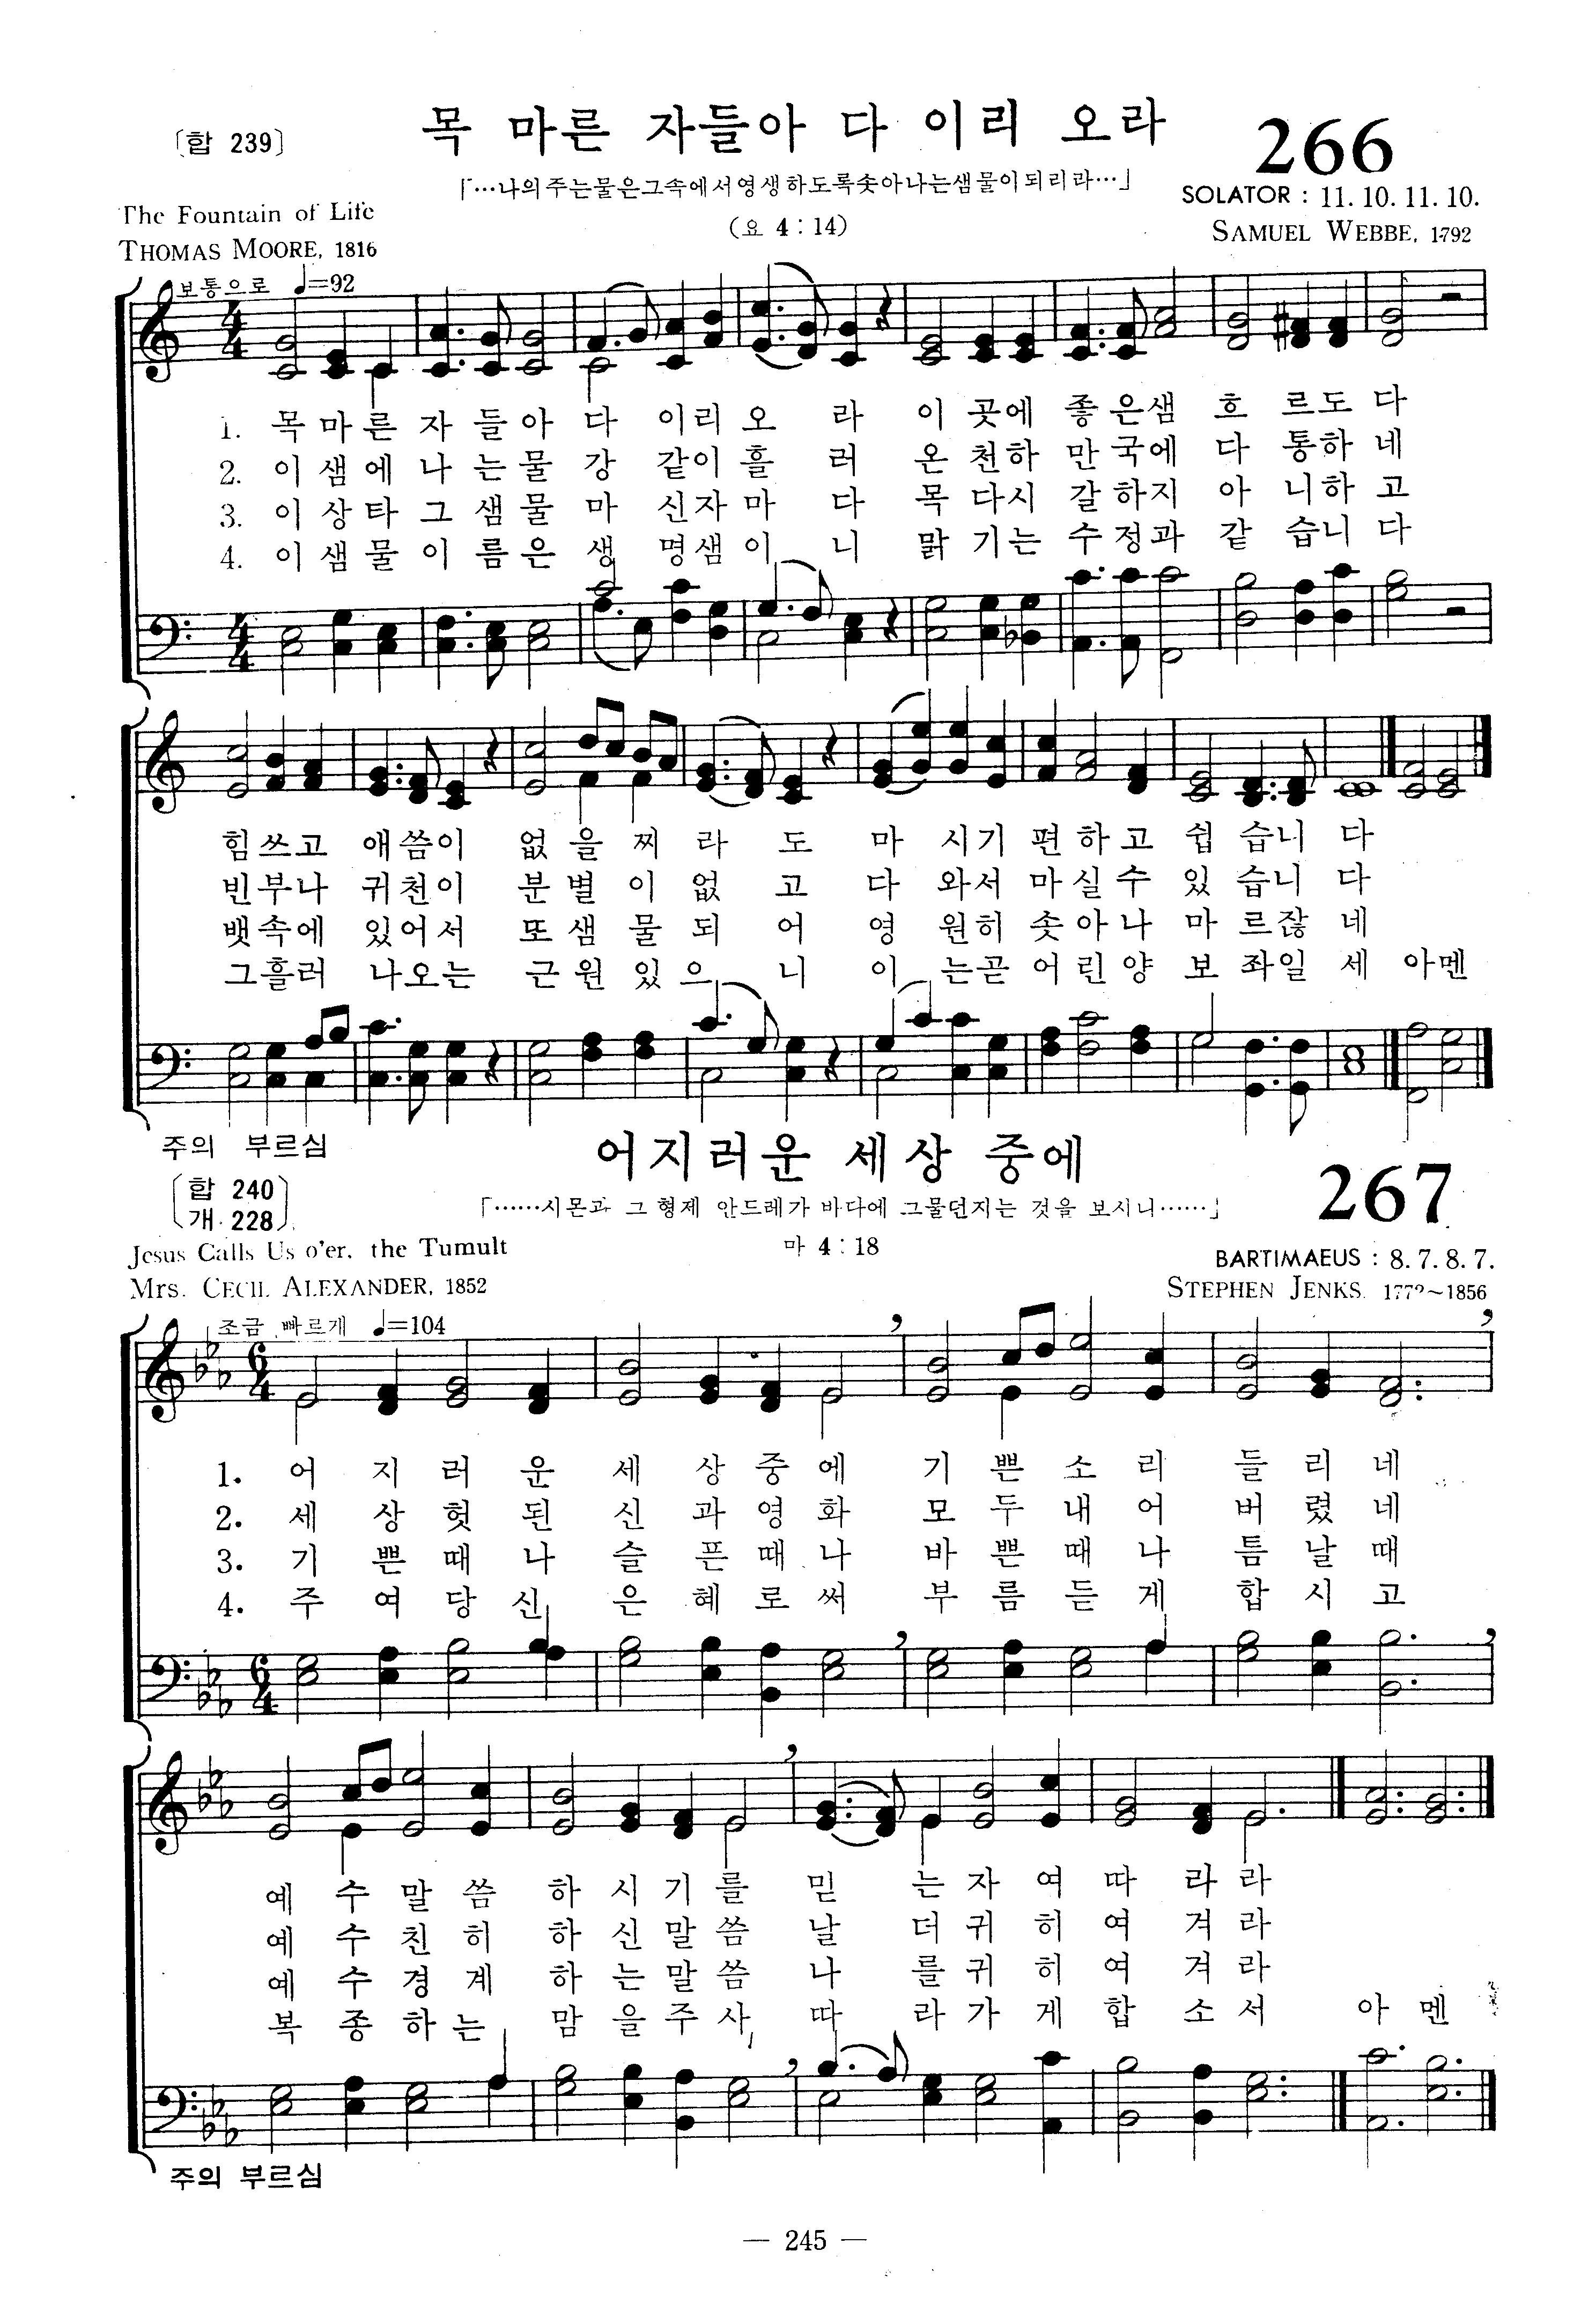 〔합 239〕
목 마른 자들아 다 이리 오라
266
「…나의주는물은그속에서영생하도록솟아나는샘물이되리라…」
(요 4 : 14)
The Fountain of Life
THOMAS MOORE, 1816
SOLATOR : 11. 10. 11. 10.
SAMUEL WEBBE, 1792
보통으로 ♩=92
1. 목 마 른 자 들 아 다 이리 오 라 이 곳에 좋 은샘 흐 르도 다
2. 이 샘 에 나 는 물 강 같이 흘 러 온 천하 만 국에 다 통하 네
3. 이 상 타 그 샘 물 마 신자 마 다 목 다시 갈 하지 아 니하 고
4. 이 샘 물 이 름 은 생 명샘 이 니 맑 기는 수 정과 같 습니 다
힘쓰고 애씀이 없 을 찌 라 도 마 시기 편 하 고 쉽 습니 다
빈부나 귀천이 분 별 이 없 고 다 와서 마 실 수 있 습니 다
뱃속에 있어서 또 샘 물 되 어 영 원히 솟 아 나 마 르잖 네
그흘러 나오는 근 원 있 으 니 이 는곧 어 린 양 보 좌일 세 아멘
주의 부르심
어지러운 세상 중에
267
〔합 240
개. 228〕
「……시몬과 그 형제 안드레가 바다에 그물던지는 것을 보시니……」
마 4 : 18
Jesus Calls Us o'er, the Tumult
Mrs. CECIL ALEXANDER, 1852
BARTIMAEUS : 8. 7. 8. 7.
STEPHEN JENKS. 1772~1856
조금 빠르게 ♩=104
1. 어 지 러 운 세 상 중 에 기 쁜 소 리 들 리 네
2. 세 상 헛 된 신 과 영 화 모 두 내 어 버 렸 네
3. 기 쁜 때 나 슬 픈 때 나 바 쁜 때 나 틈 날 때
4. 주 여 당 신 은 혜 로 써 부 름 듣 게 합 시 고
예 수 말 씀 하 시 기 를 믿 는 자 여 따 라 라
예 수 친 히 하 신 말 씀 날 더 귀 히 여 겨 라
예 수 경 계 하 는 말 씀 나 를 귀 히 여 겨 라
복 종 하 는 맘 을 주 사 따 라 가 게 합 소 서 아 멘
주의 부르심
— 245 —